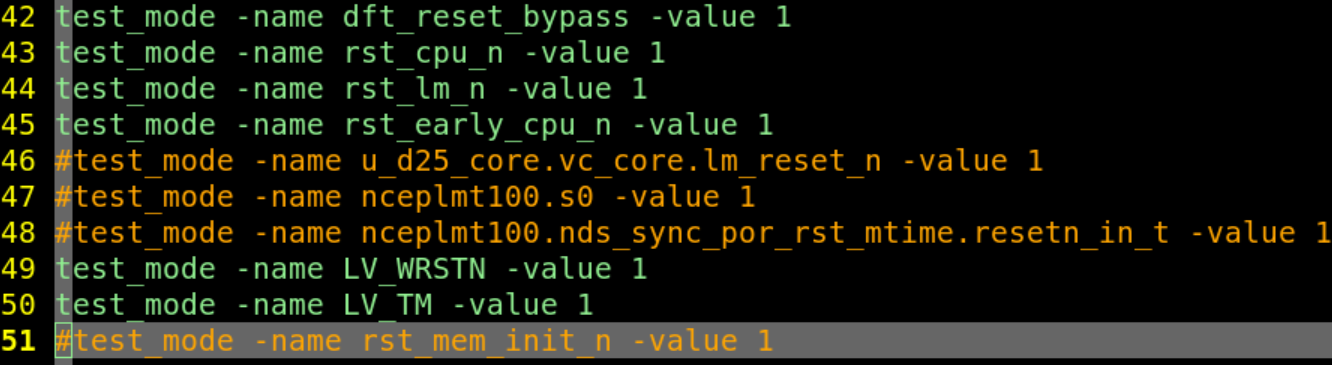 42 test_mode -name dft_reset_bypass -value 1
43 test_mode -name rst_cpu_n -value 1
44 test_mode -name rst_lm_n -value 1
45 test_mode -name rst_early_cpu_n -value 1
46 #test_mode -name u_d25_core.vc_core.lm_reset_n -value 1
47 #test_mode -name nceplmt100.s0 -value 1
48 #test_mode -name nceplmt100.nds_sync_por_rst_mtime.resetn_in_t -value 1
49 test_mode -name LV_WRSTN -value 1
50 test_mode -name LV_TM -value 1
51 #test_mode -name rst_mem_init_n -value 1